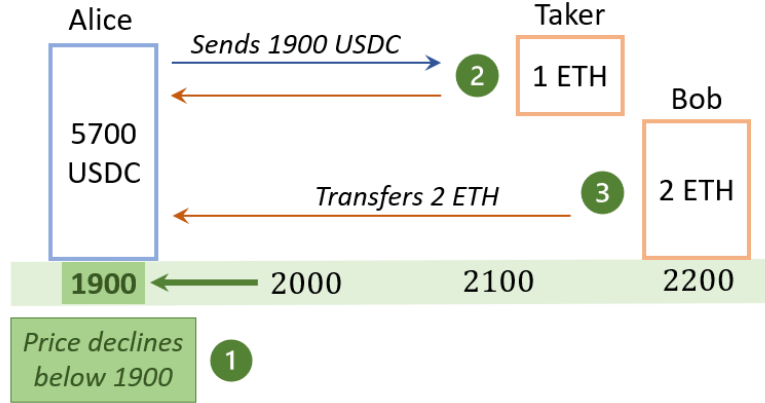 Alice
Taker
Sends 1900 USDC
2
1 ETH
Bob
5700
USDC
Transfers 2 ETH
3
2 ETH
1900
2000
2100
2200
Price declines
below 1900
1